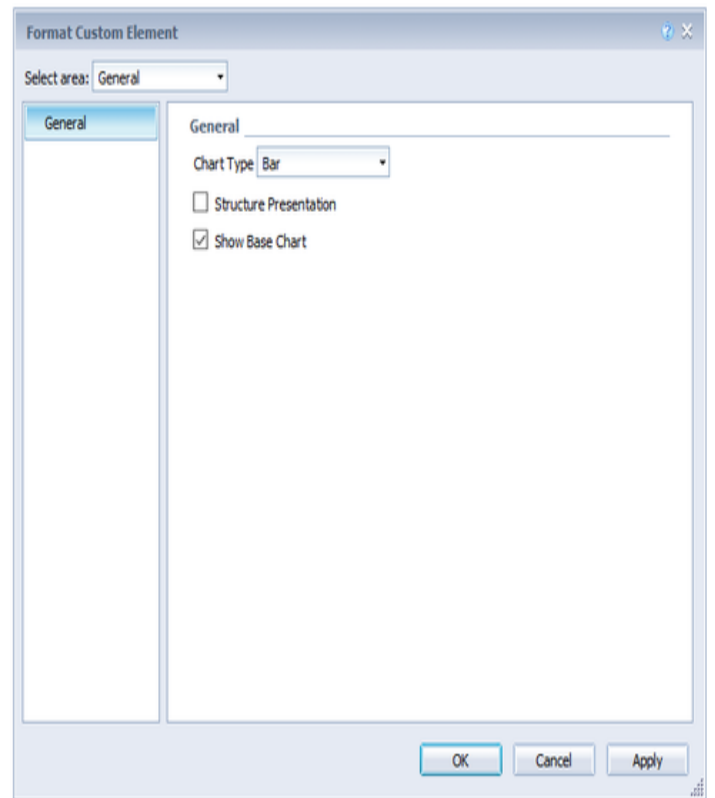 Format Custom Element
Select area: General
General
General
Chart Type Bar
Structure Presentation
Show Base Chart
OK Cancel Apply